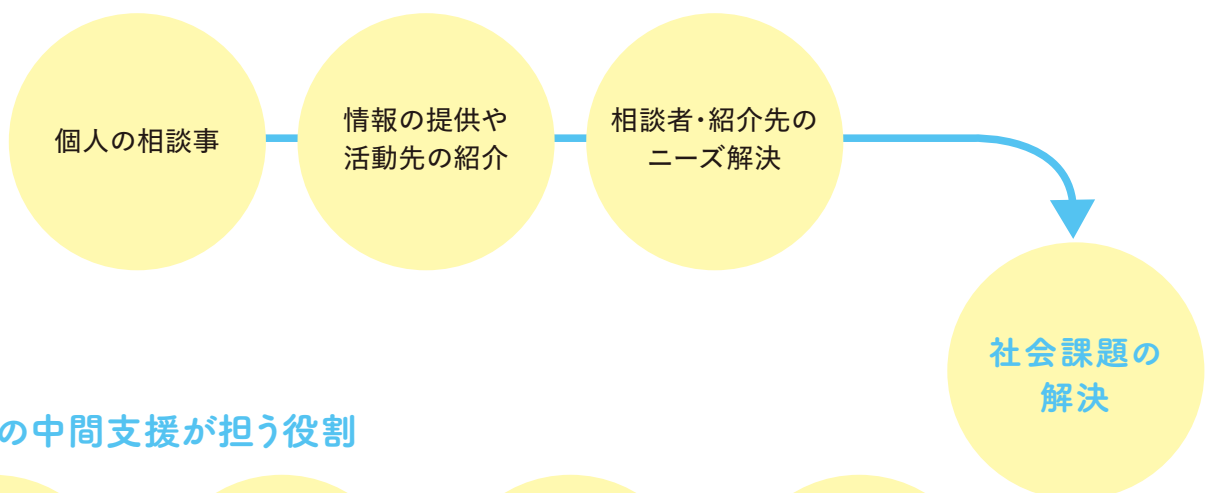 個人の相談事
情報の提供や
活動先の紹介
相談者・紹介先の
ニーズ解決
社会課題の
解決
の中間支援が担う役割